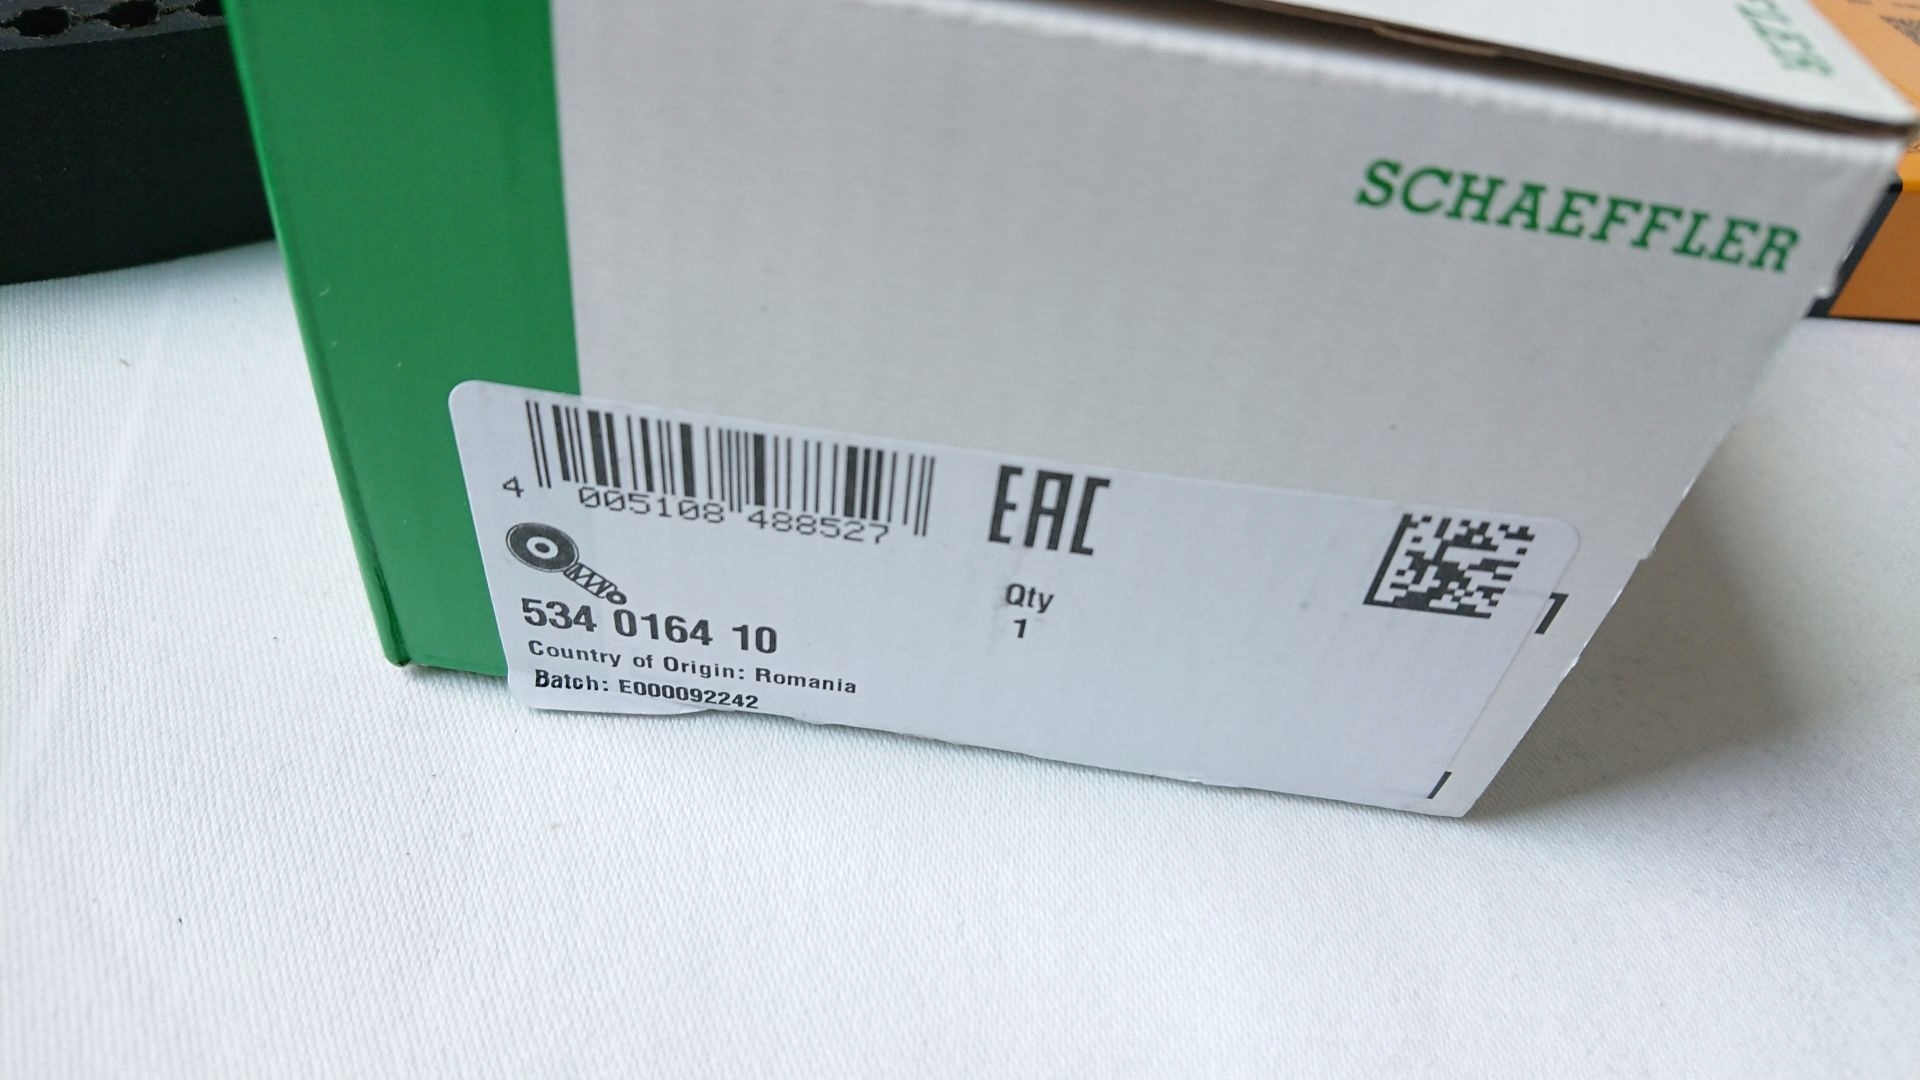 SCHAEFFLER
4 005108 488527
EAC
Qty
1
534 0164 10
Country of Origin: Romania
Batch: E000092242